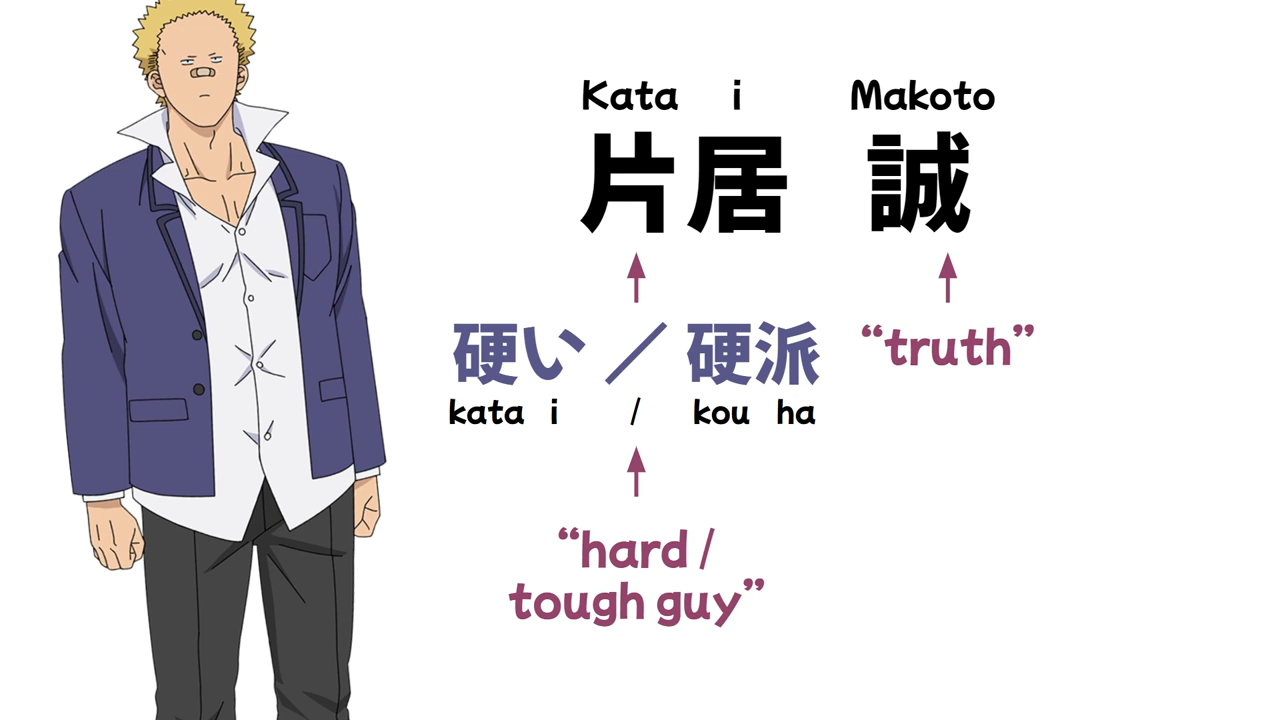 Kata i Makoto
片居 誠
硬い／硬派 “truth”
kata i / kou ha
“hard /
tough guy”